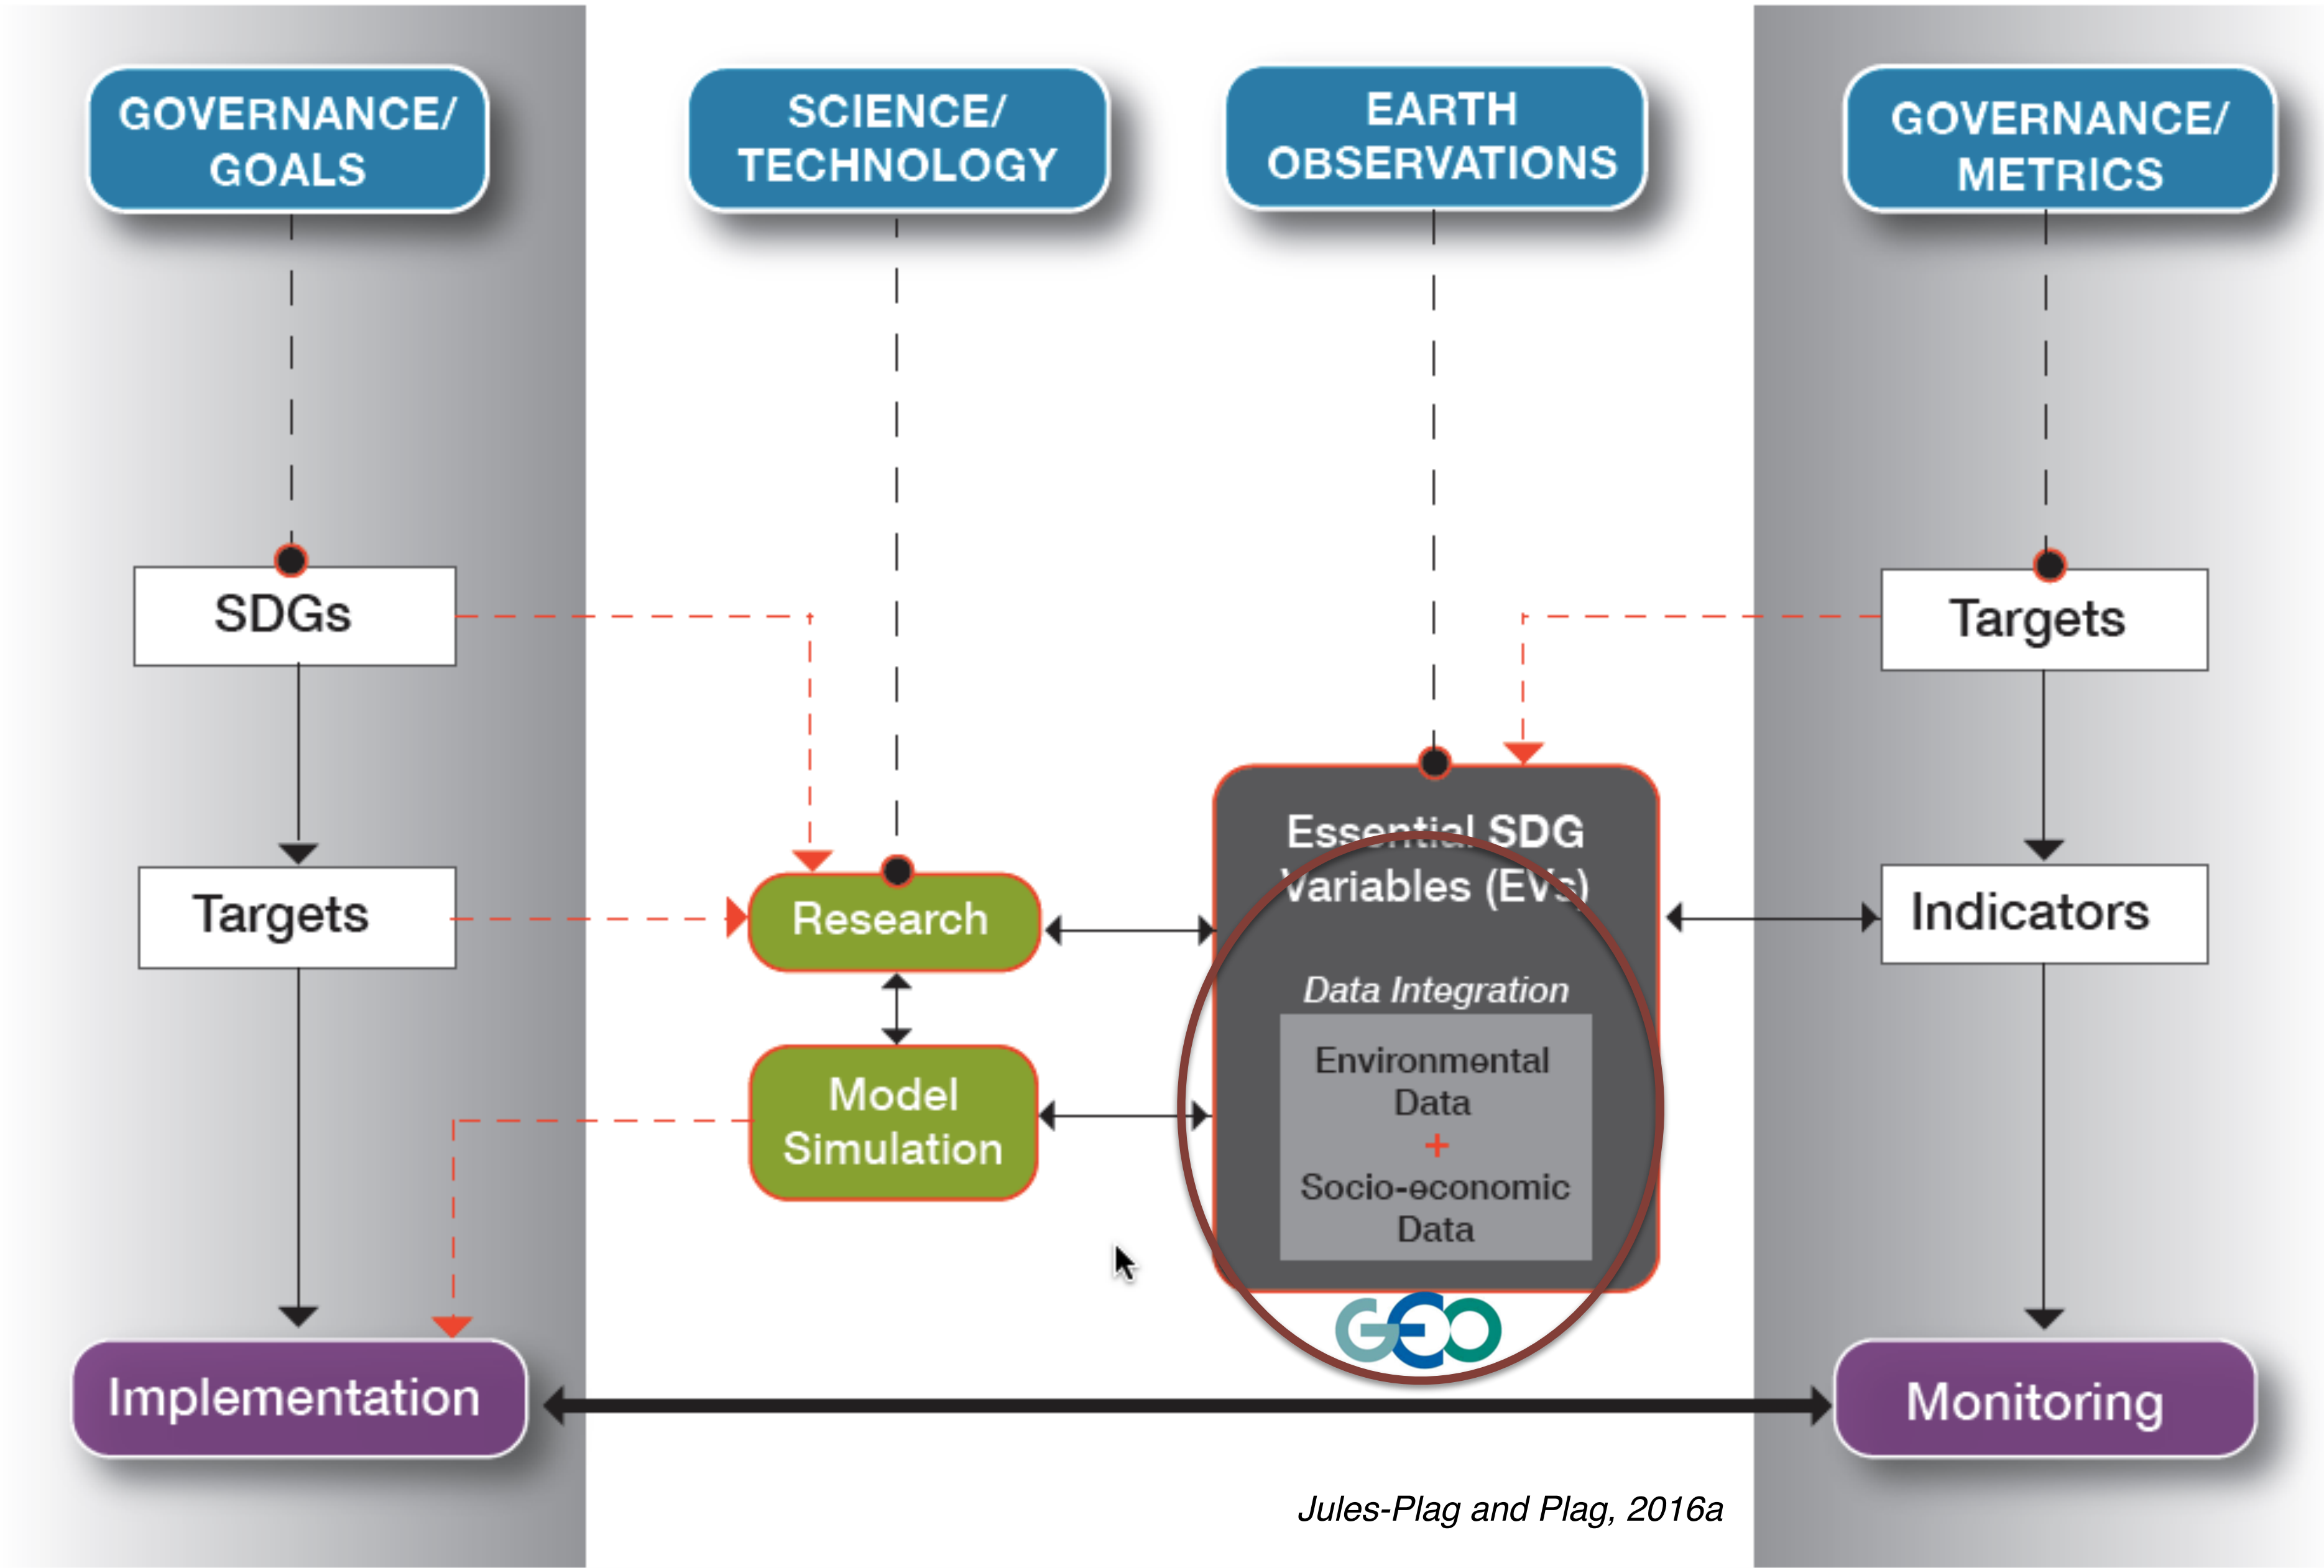 GOVERNANCE/
GOALS
SCIENCE/
TECHNOLOGY
EARTH
OBSERVATIONS
GOVERNANCE/
METRICS
SDGs
Targets
Targets
Essential SDG
Variables (EVs)
Targets
Research
Indicators
Data Integration
Model
Simulation
Environmental
Data
+
Socio-economic
Data
GEO
Implementation
Monitoring
Jules-Plag and Plag, 2016a